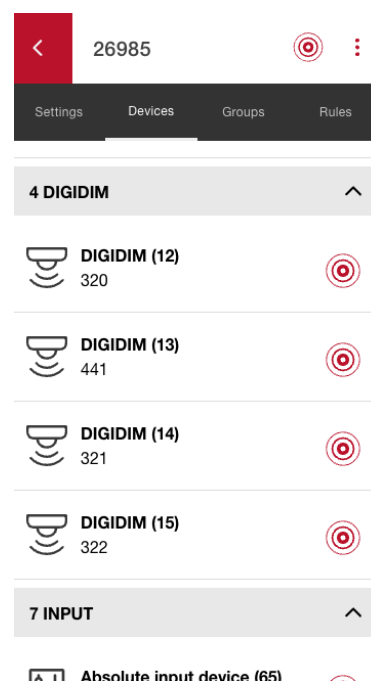 26985
Settings Devices Groups Rules
4 DIGIDIM
DIGIDIM (12)
320
DIGIDIM (13)
441
DIGIDIM (14)
321
DIGIDIM (15)
322
7 INPUT
Absolute input device (65)